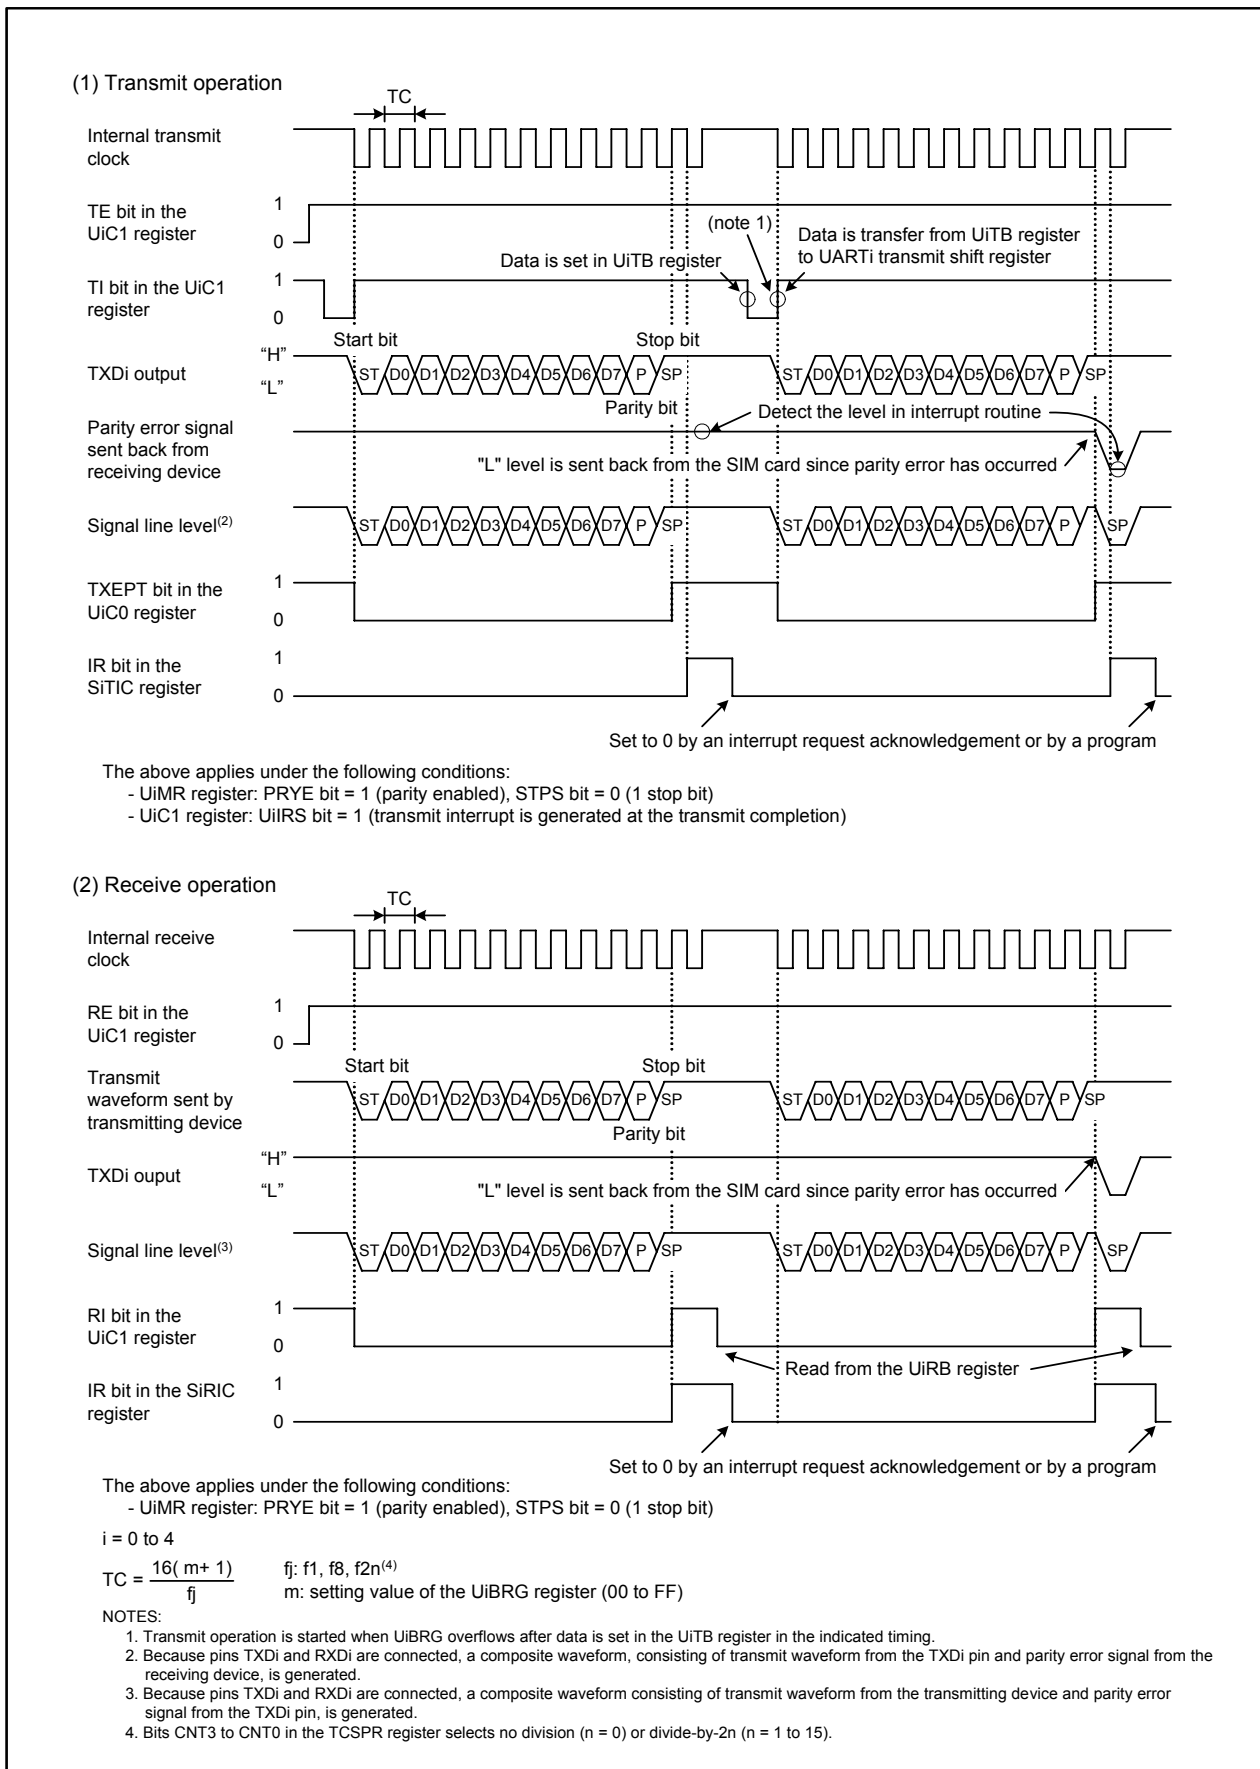 (1) Transmit operation
TC
Internal transmit
clock
TE bit in the
UiC1 register
1
0
(note 1)
Data is transfer from UiTB register
to UARTi transmit shift register
Data is set in UiTB register
TI bit in the UiC1
register
1
0
Start bit
Stop bit
TXDi output
“H”
“L”
ST D0 D1 D2 D3 D4 D5 D6 D7 P SP
ST D0 D1 D2 D3 D4 D5 D6 D7 P SP
Parity bit
Detect the level in interrupt routine
Parity error signal
sent back from
receiving device
"L" level is sent back from the SIM card since parity error has occurred
Signal line level(2)
ST D0 D1 D2 D3 D4 D5 D6 D7 P SP
ST D0 D1 D2 D3 D4 D5 D6 D7 P SP
TXEPT bit in the
UiC0 register
1
0
IR bit in the
SiTIC register
1
0
Set to 0 by an interrupt request acknowledgement or by a program
The above applies under the following conditions:
- UiMR register: PRYE bit = 1 (parity enabled), STPS bit = 0 (1 stop bit)
- UiC1 register: UiIRS bit = 1 (transmit interrupt is generated at the transmit completion)
(2) Receive operation
TC
Internal receive
clock
RE bit in the
UiC1 register
1
0
Start bit
Stop bit
Transmit
waveform sent by
transmitting device
ST D0 D1 D2 D3 D4 D5 D6 D7 P SP
ST D0 D1 D2 D3 D4 D5 D6 D7 P SP
Parity bit
TXDi ouput
“H”
“L”
"L" level is sent back from the SIM card since parity error has occurred
Signal line level(3)
ST D0 D1 D2 D3 D4 D5 D6 D7 P SP
ST D0 D1 D2 D3 D4 D5 D6 D7 P SP
RI bit in the
UiC1 register
1
0
Read from the UiRB register
IR bit in the SiRIC
register
1
0
Set to 0 by an interrupt request acknowledgement or by a program
The above applies under the following conditions:
- UiMR register: PRYE bit = 1 (parity enabled), STPS bit = 0 (1 stop bit)
i = 0 to 4
TC = 16( m+ 1) / fj
fj: f1, f8, f2n(4)
m: setting value of the UiBRG register (00 to FF)
NOTES:
1. Transmit operation is started when UiBRG overflows after data is set in the UiTB register in the indicated timing.
2. Because pins TXDi and RXDi are connected, a composite waveform, consisting of transmit waveform from the TXDi pin and parity error signal from the
receiving device, is generated.
3. Because pins TXDi and RXDi are connected, a composite waveform consisting of transmit waveform from the transmitting device and parity error
signal from the TXDi pin, is generated.
4. Bits CNT3 to CNT0 in the TCSPR register selects no division (n = 0) or divide-by-2n (n = 1 to 15).